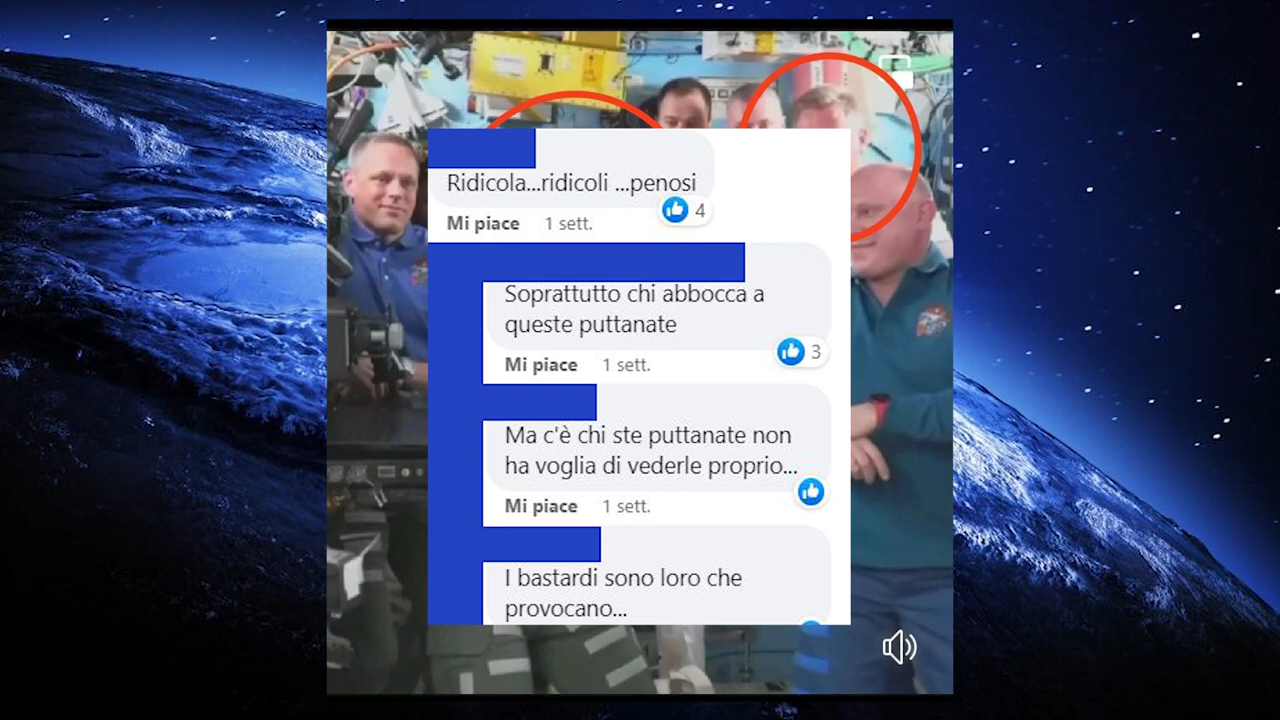 Ridicola...ridicoli ...penosi
4
Mi piace 1 sett.
Soprattutto chi abbocca a
queste puttanate
3
Mi piace 1 sett.
Ma c'è chi ste puttanate non
ha voglia di vederle proprio...
Mi piace 1 sett.
I bastardi sono loro che
provocano...